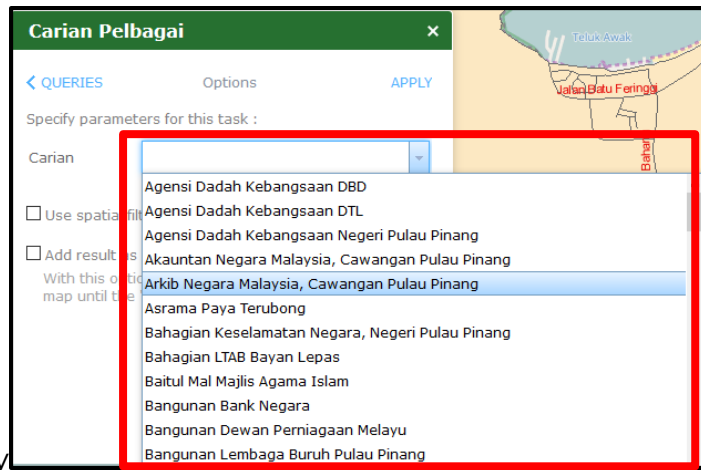 Carian Pelbagai ×
QUERIES Options APPLY
Specify parameters for this task :
Carian
Agensi Dadah Kebangsaan DBD
Use spatial filt
Agensi Dadah Kebangsaan DTL
Agensi Dadah Kebangsaan Negeri Pulau Pinang
Add result as
Akauntan Negara Malaysia, Cawangan Pulau Pinang
With this optio
Arkib Negara Malaysia, Cawangan Pulau Pinang
map until the
Asrama Paya Terubong
Bahagian Keselamatan Negara, Negeri Pulau Pinang
Bahagian LTAB Bayan Lepas
Baitul Mal Majlis Agama Islam
Bangunan Bank Negara
Bangunan Dewan Perniagaan Melayu
Bangunan Lembaga Buruh Pulau Pinang
Teluk Awak
Jalan Batu Feringgi